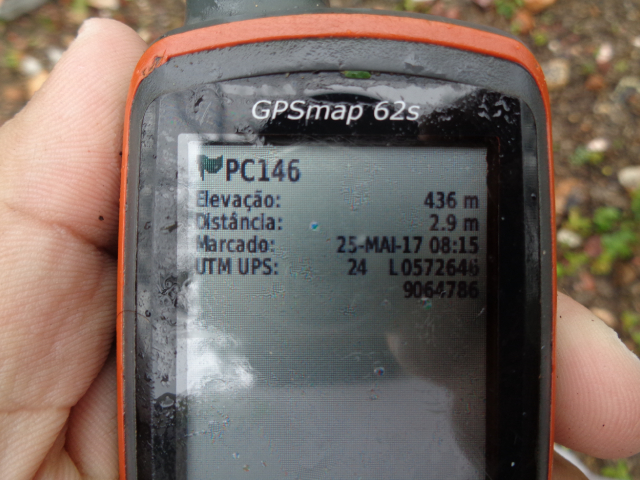 GPSmap 62s
PC146
Elevação: 436 m
Distância: 2.9 m
Marcado: 25-MAI-17 08:15
UTM UPS: 24 L 0572646
9064786